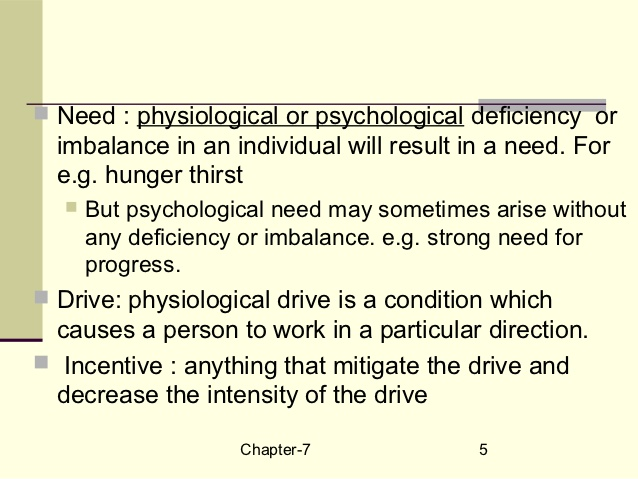 Need : physiological or psychological deficiency or
imbalance in an individual will result in a need. For
e.g. hunger thirst
But psychological need may sometimes arise without
any deficiency or imbalance. e.g. strong need for
progress.
Drive: physiological drive is a condition which
causes a person to work in a particular direction.
Incentive : anything that mitigate the drive and
decrease the intensity of the drive
Chapter-7 5